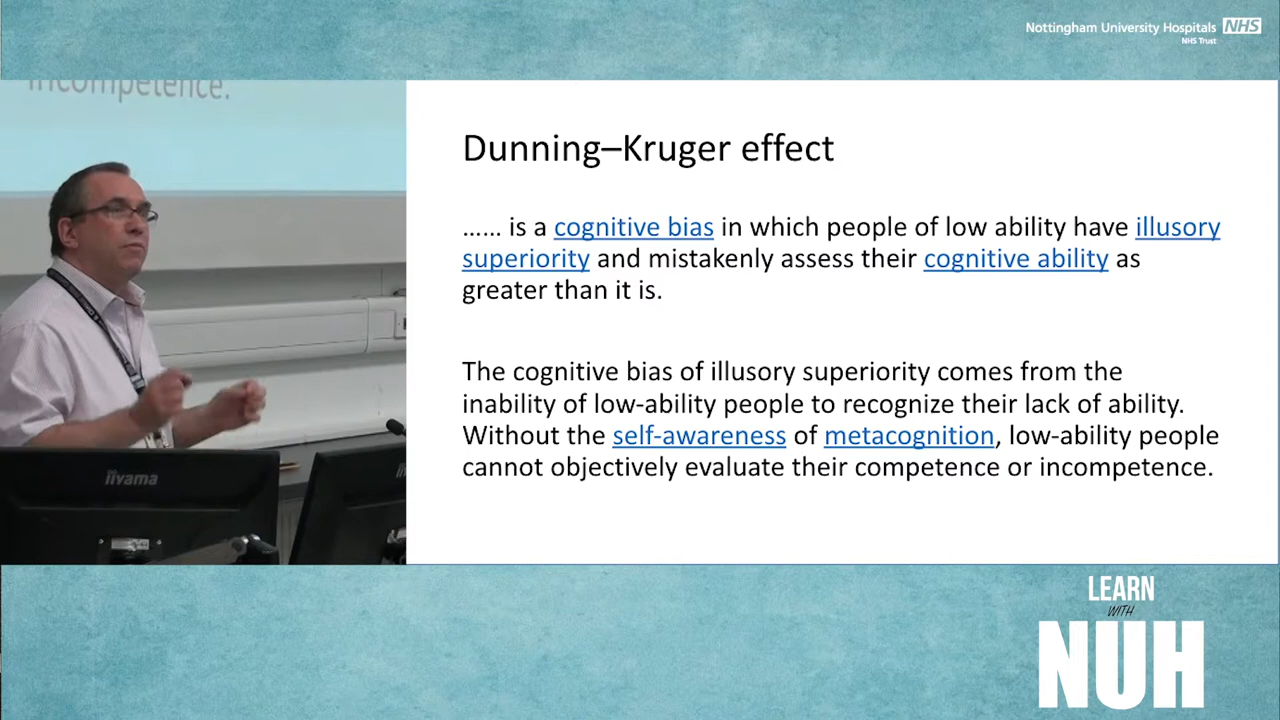 Nottingham University Hospitals NHS
NHS Trust
incompetence.
Dunning–Kruger effect
...... is a cognitive bias in which people of low ability have illusory
superiority and mistakenly assess their cognitive ability as
greater than it is.
The cognitive bias of illusory superiority comes from the
inability of low-ability people to recognize their lack of ability.
Without the self-awareness of metacognition, low-ability people
cannot objectively evaluate their competence or incompetence.
iiyama
LEARN
WITH
NUH